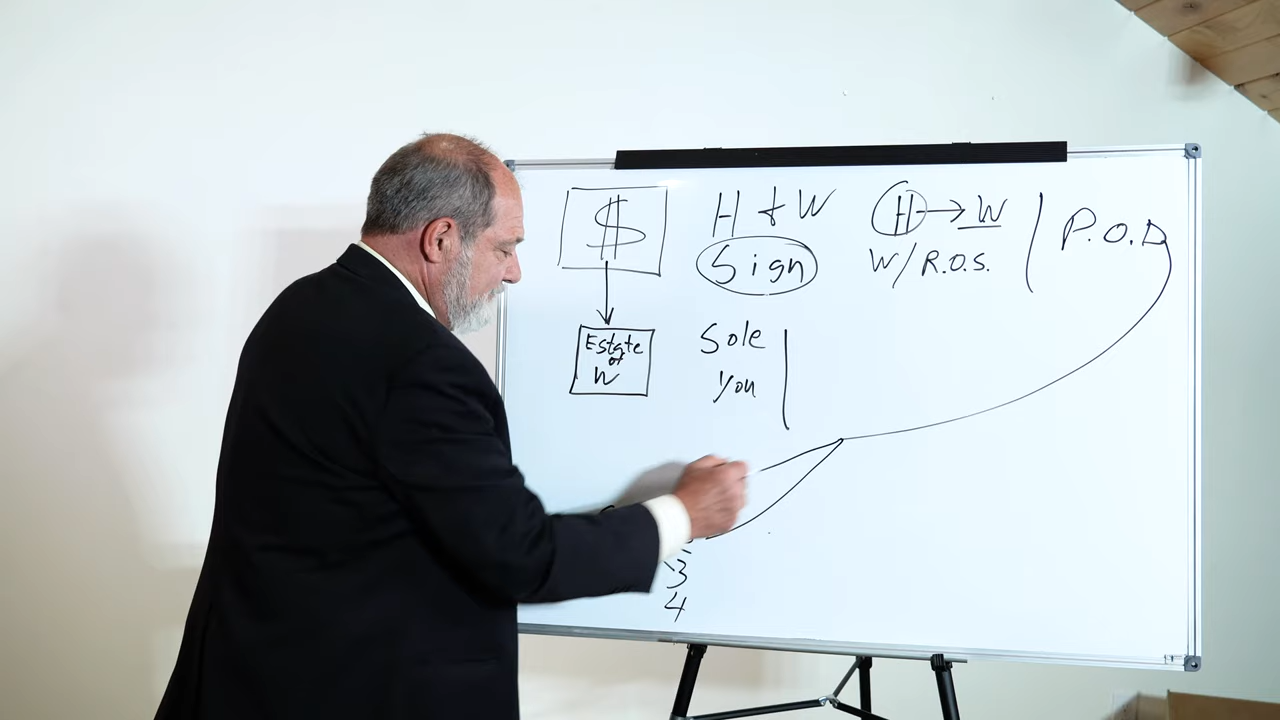 $
H & W
Sign
H → W
W/R.O.S.
P.O.D
Estate
of
W
Sole
You
3
4